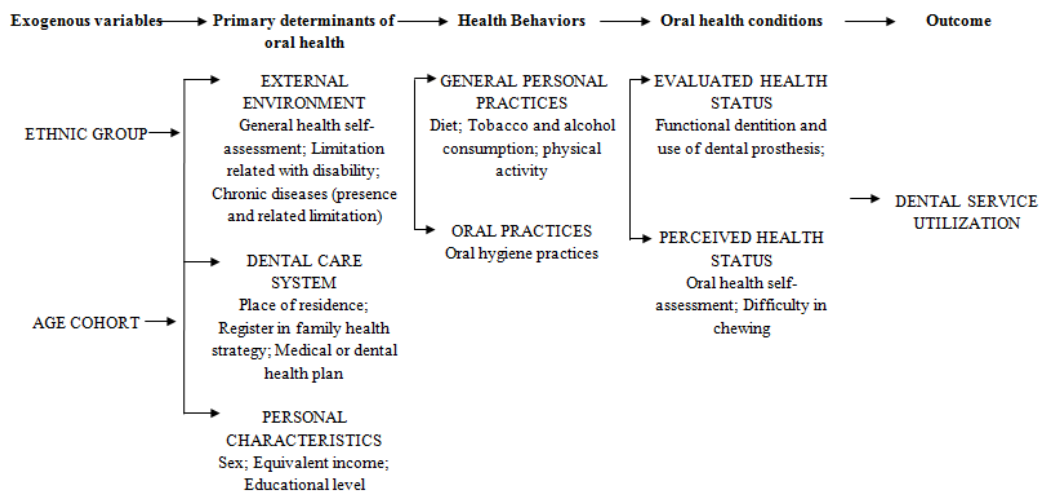 Exogenous variables
Primary determinants of
oral health
Health Behaviors
Oral health conditions
Outcome
ETHNIC GROUP
AGE COHORT
EXTERNAL
ENVIRONMENT
General health self-
assessment; Limitation
related with disability;
Chronic diseases (presence
and related limitation)
DENTAL CARE
SYSTEM
Place of residence;
Register in family health
strategy; Medical or dental
health plan
PERSONAL
CHARACTERISTICS
Sex; Equivalent income;
Educational level
GENERAL PERSONAL
PRACTICES
Diet; Tobacco and alcohol
consumption; physical
activity
ORAL PRACTICES
Oral hygiene practices
EVALUATED HEALTH
STATUS
Functional dentition and
use of dental prosthesis;
PERCEIVED HEALTH
STATUS
Oral health self-
assessment; Difficulty in
chewing
DENTAL SERVICE
UTILIZATION